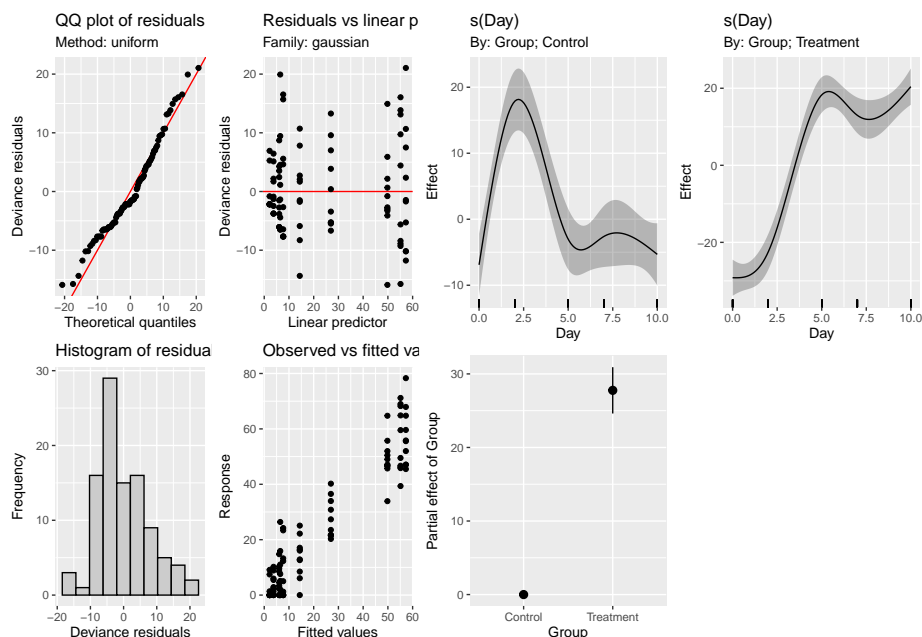 QQ plot of residuals
Method: uniform
20
10
0
−10
−20
−10
0
10
20
Deviance residuals
Theoretical quantiles
Residuals vs linear p
Family: gaussian
20
10
0
−10
0
10
20
30
40
50
60
Deviance residuals
Linear predictor
s(Day)
By: Group; Control
20
10
0
−10
0.0
2.5
5.0
7.5
10.0
Effect
Day
s(Day)
By: Group; Treatment
20
0
−20
0.0
2.5
5.0
7.5
10.0
Effect
Day
Histogram of residual
30
20
10
0
−20
−10
0
10
20
Frequency
Deviance residuals
Observed vs fitted va
80
60
40
20
0
0
10
20
30
40
50
60
Response
Fitted values
30
20
10
0
Control
Treatment
Partial effect of Group
Group